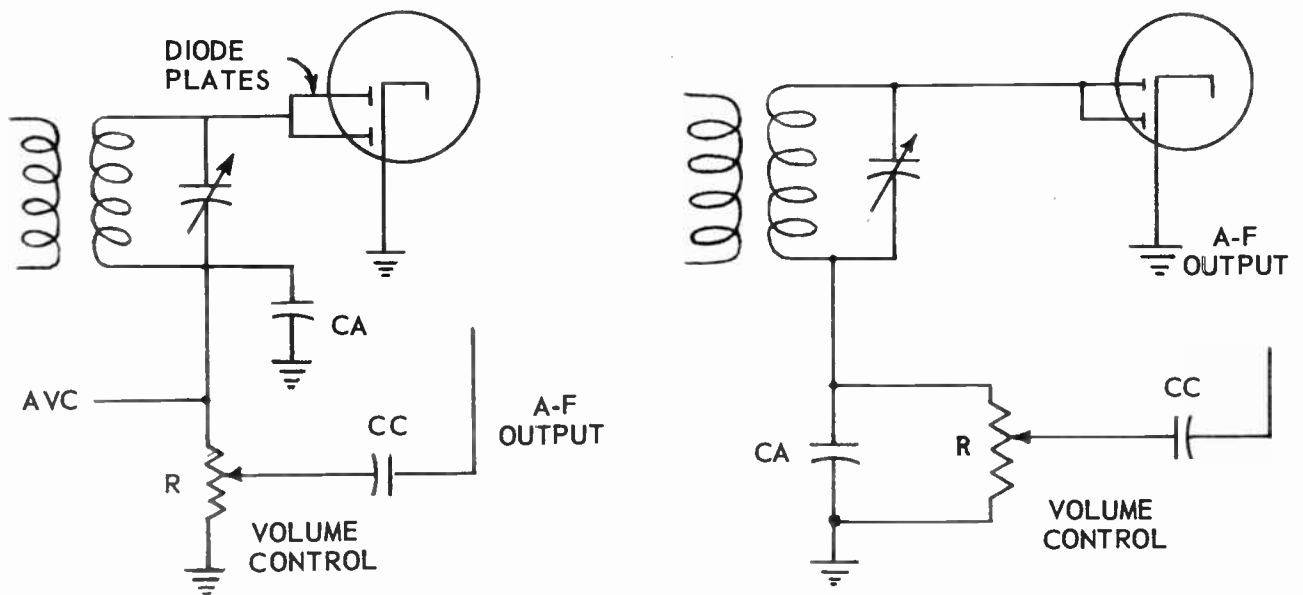 DIODE
PLATES
CA
AVC
CC
A-F
OUTPUT
R
VOLUME
CONTROL
A-F
OUTPUT
CC
CA
R
VOLUME
CONTROL